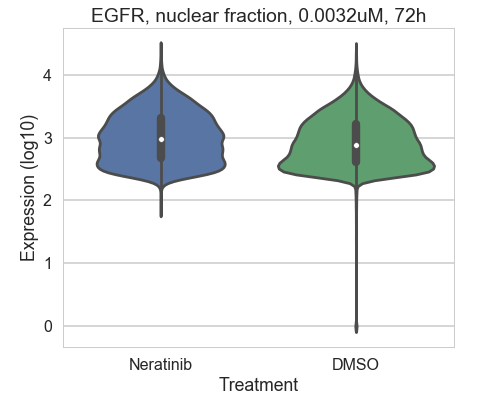 EGFR, nuclear fraction, 0.0032uM, 72h
Expression (log10)
4
3
2
1
0
Neratinib DMSO
Treatment